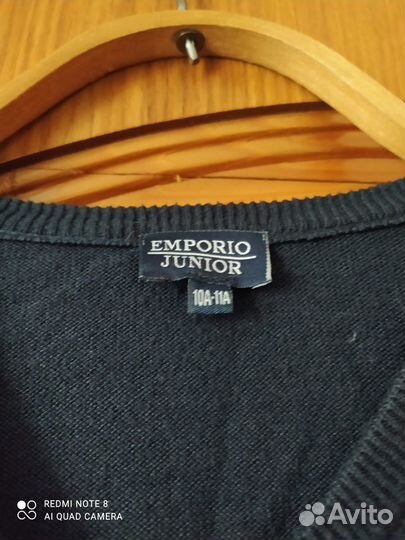 EMPORIO
JUNIOR
10A-11A
REDMI NOTE 8
AI QUAD CAMERA
Avito